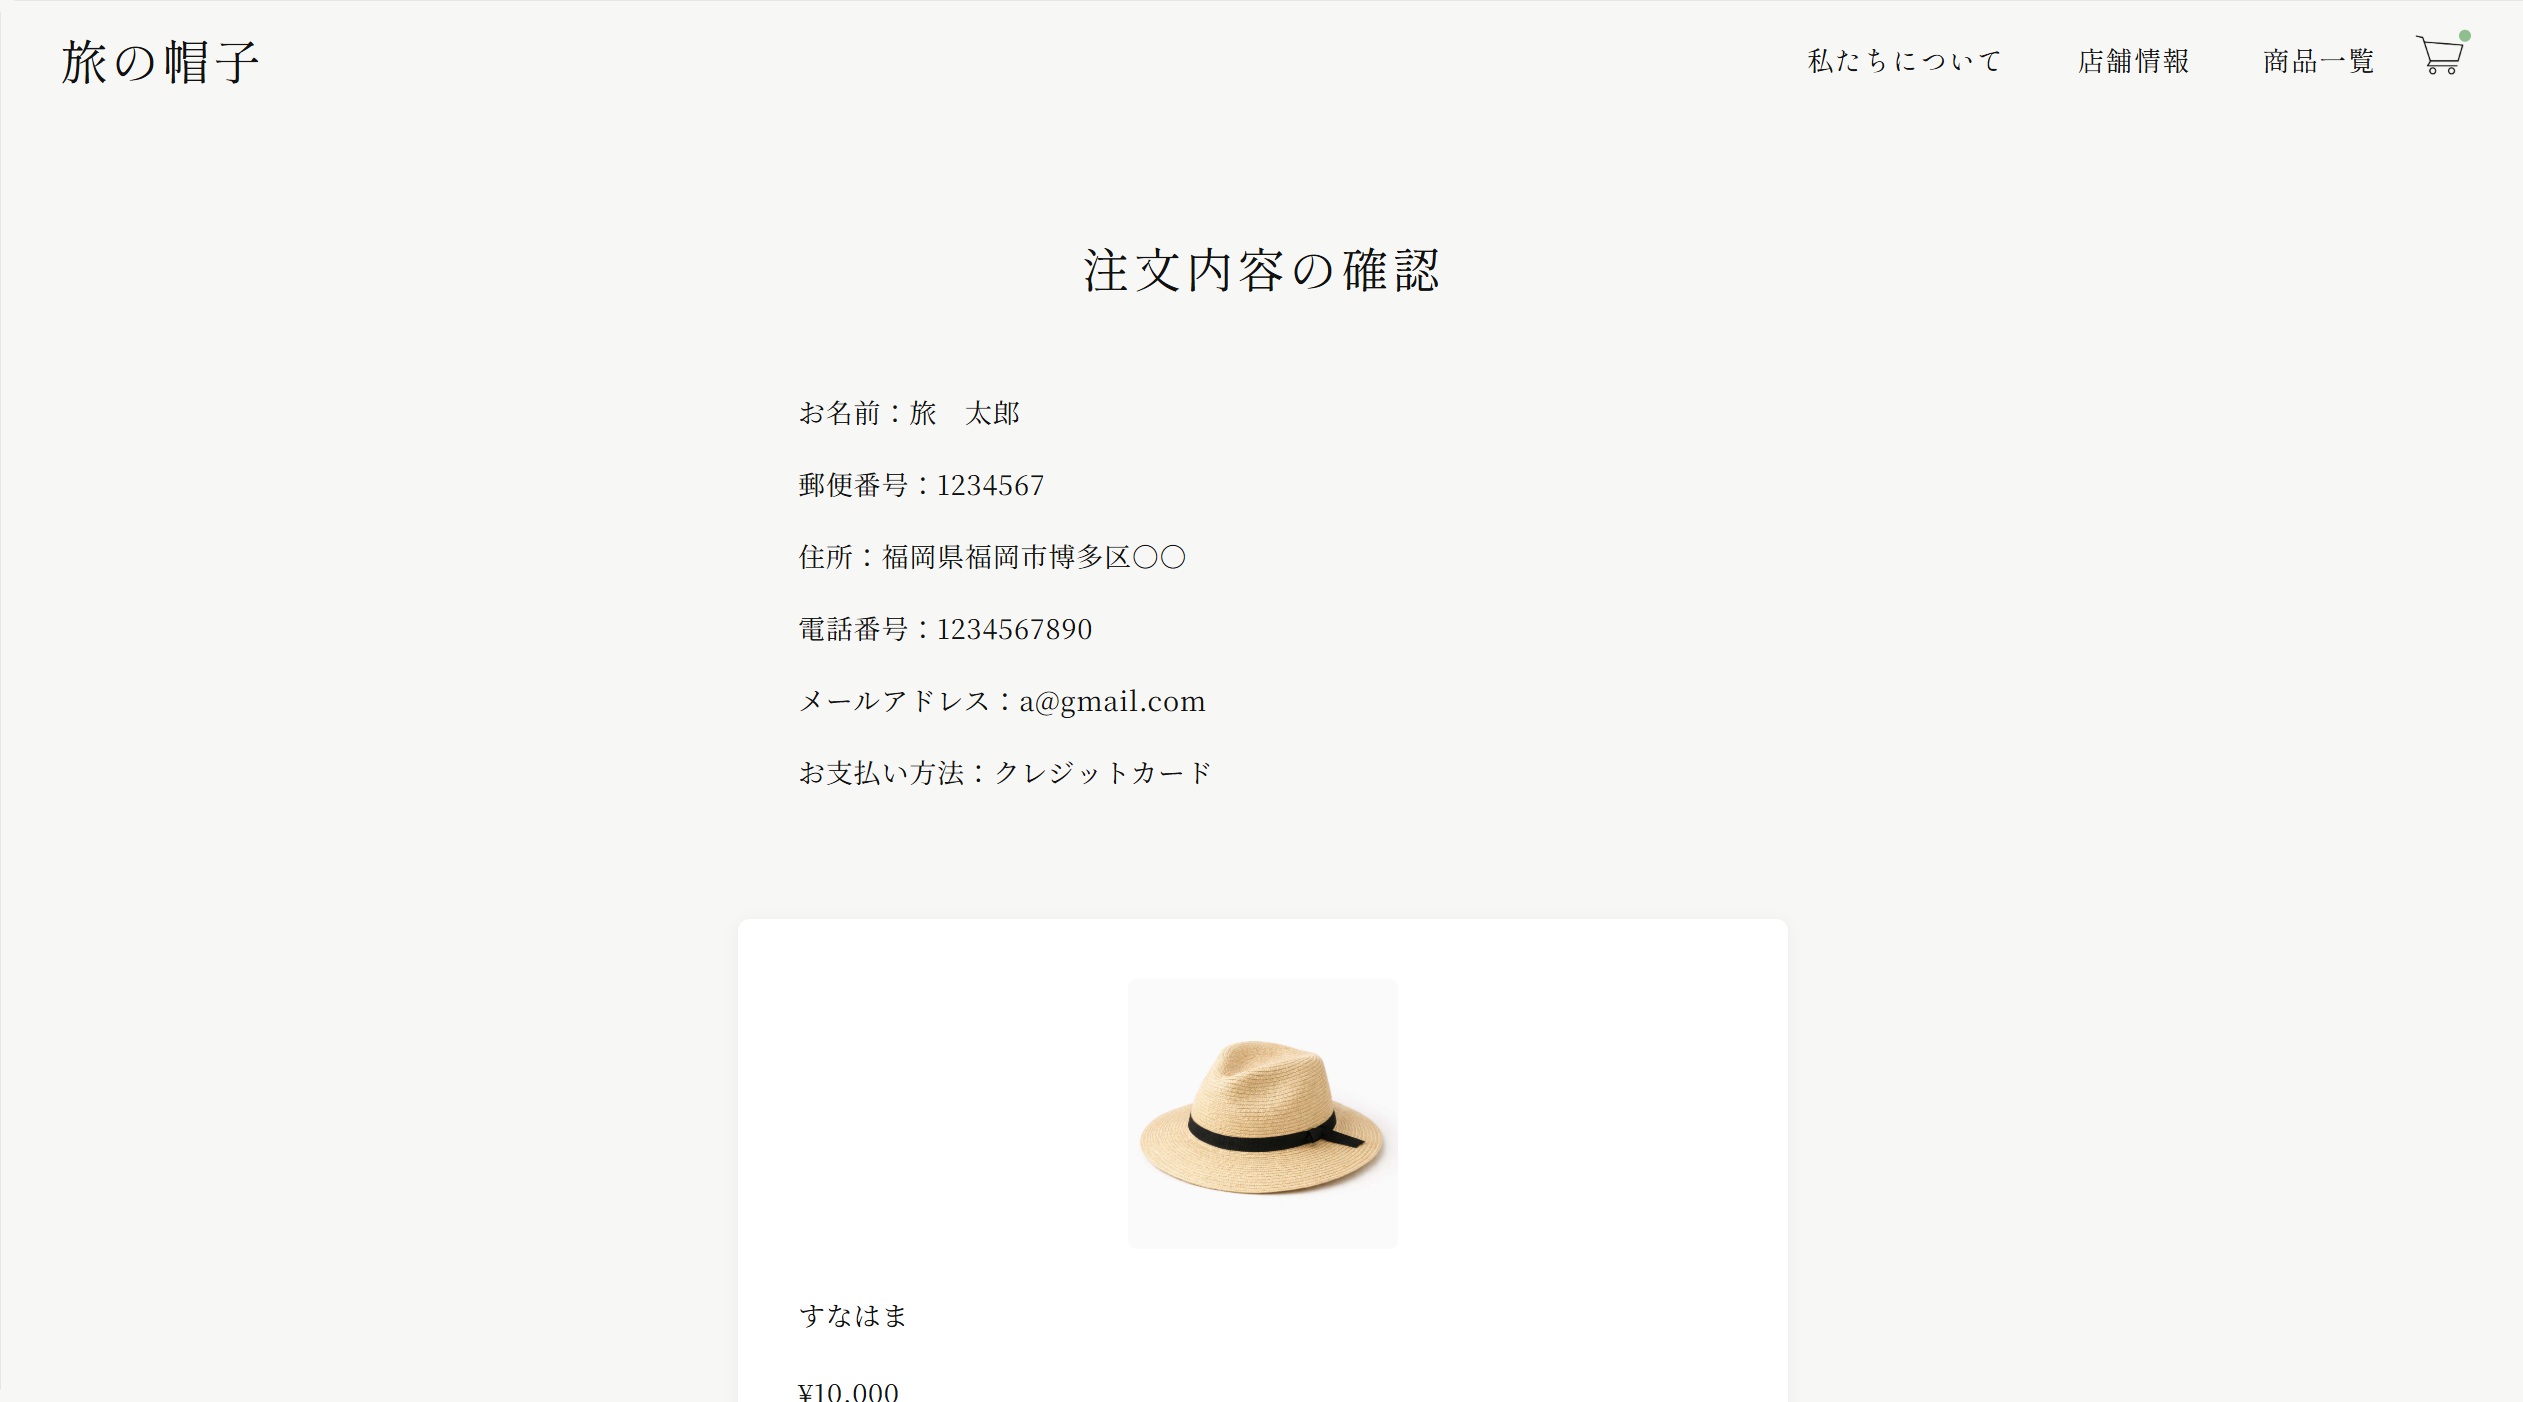 旅の帽子
私たちについて
店舗情報
商品一覧
注文内容の確認
お名前：旅　太郎
郵便番号：1234567
住所：福岡県福岡市博多区〇〇
電話番号：1234567890
メールアドレス：a@gmail.com
お支払い方法：クレジットカード
すなはま
¥10,000